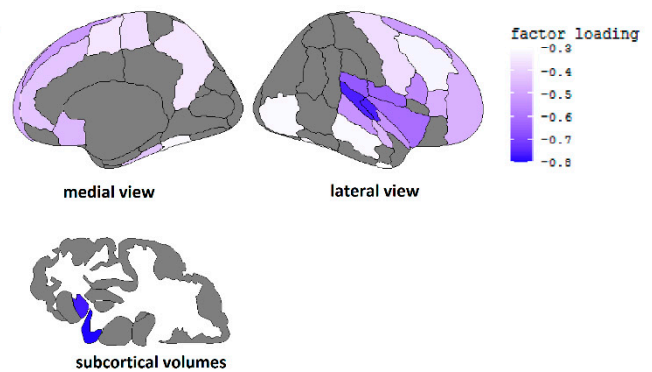 factor loading
-0.3
-0.4
-0.5
-0.6
-0.7
-0.8
medial view
lateral view
subcortical volumes